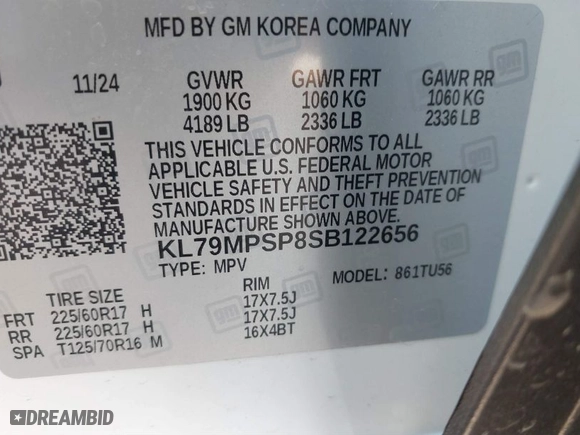 MFD BY GM KOREA COMPANY
11/24 GVWR GAWR FRT GAWR RR
1900 KG 1060 KG 1060 KG
4189 LB 2336 LB 2336 LB
THIS VEHICLE CONFORMS TO ALL
APPLICABLE U.S. FEDERAL MOTOR
VEHICLE SAFETY AND THEFT PREVENTION
STANDARDS IN EFFECT ON THE DATE OF
MANUFACTURE SHOWN ABOVE.
KL79MPSP8SB122656
TYPE: MPV MODEL: 861TU56
TIRE SIZE RIM
FRT 225/60R17 H 17X7.5J
RR 225/60R17 H 17X7.5J
SPA T125/70R16 M 16X4BT
DREAMBID